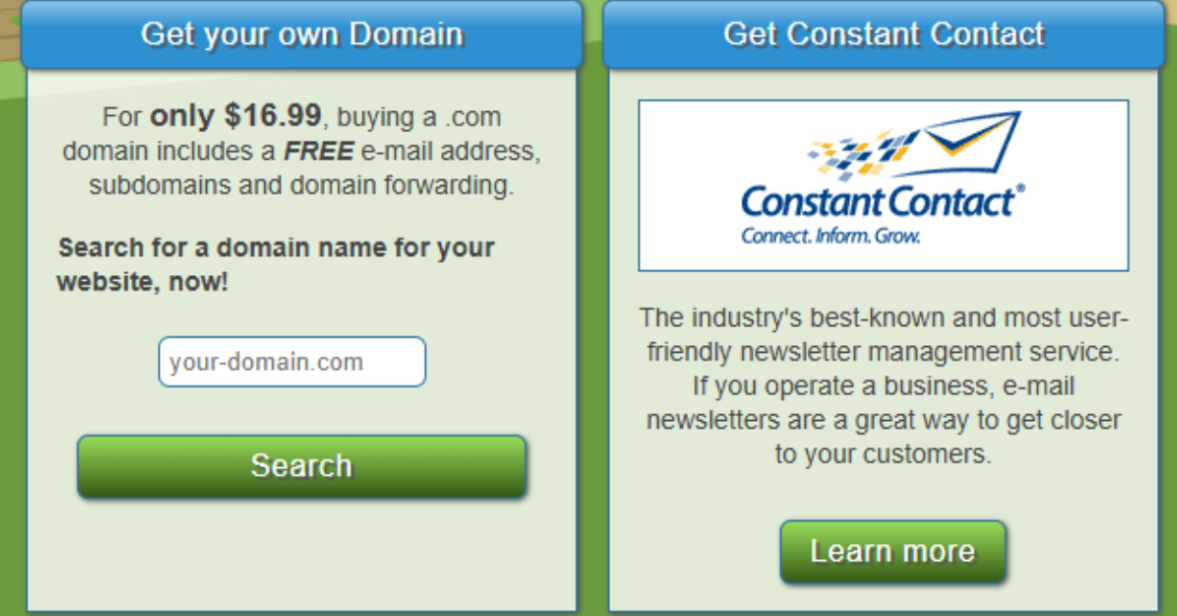 Get your own Domain
For only $16.99, buying a .com
domain includes a FREE e-mail address,
subdomains and domain forwarding.
Search for a domain name for your
website, now!
your-domain.com
Search
Get Constant Contact
Constant Contact®
Connect. Inform. Grow.
The industry's best-known and most user-
friendly newsletter management service.
If you operate a business, e-mail
newsletters are a great way to get closer
to your customers.
Learn more